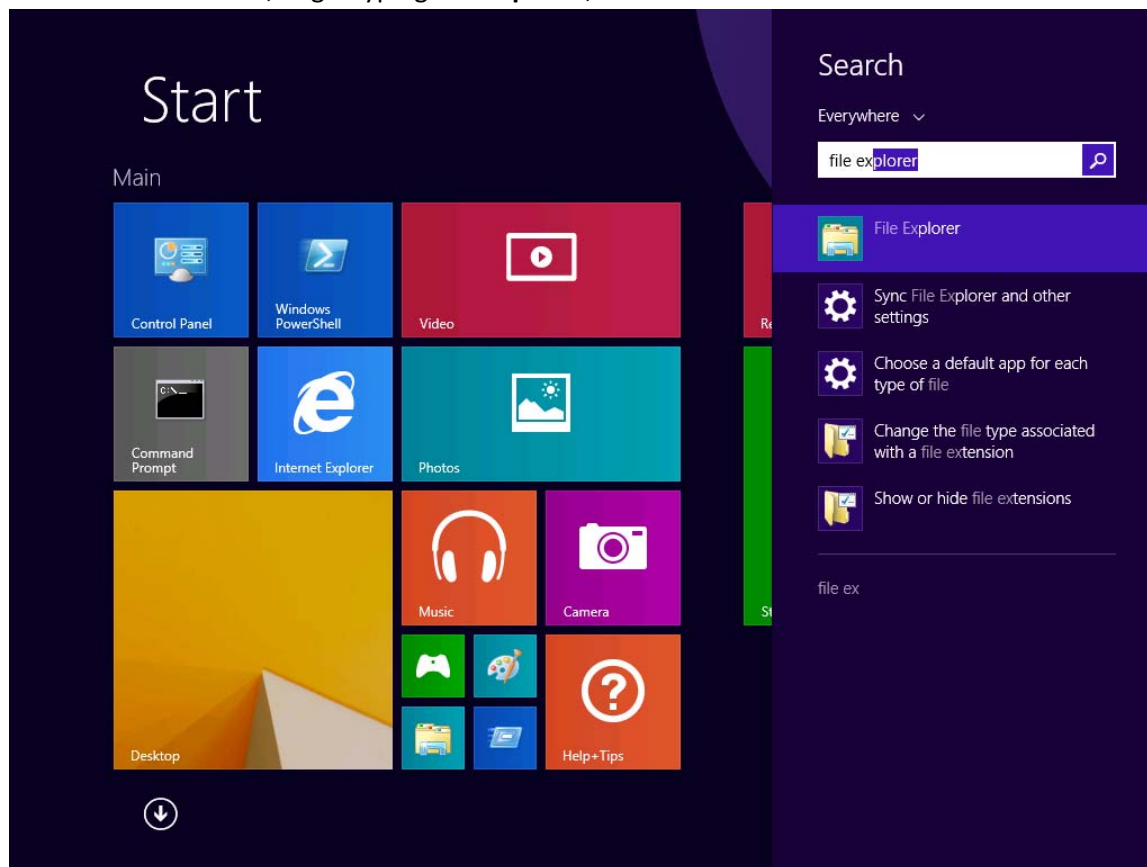 Start
Main
Control Panel
Windows
PowerShell
Video
Re
C:\_
Command
Prompt
Internet Explorer
Photos
Music
Camera
St
Desktop
Help+Tips
Search
Everywhere
file explorer
File Explorer
Sync File Explorer and other
settings
Choose a default app for each
type of file
Change the file type associated
with a file extension
Show or hide file extensions
file ex